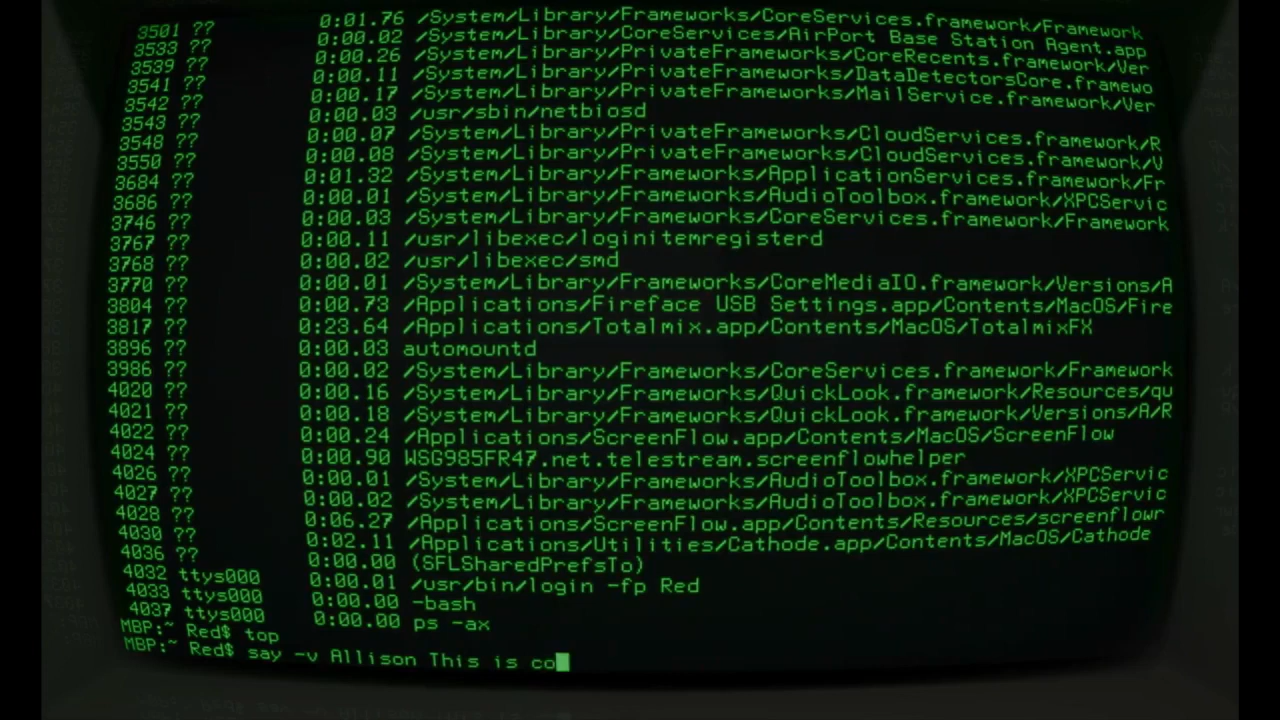 3501 ?? 0:01.76 /System/Library/Frameworks/CoreServices.framework/Framework
3533 ?? 0:00.02 /System/Library/CoreServices/AirPort Base Station Agent.app
3539 ?? 0:00.26 /System/Library/PrivateFrameworks/CoreRecents.framework/Ver
3541 ?? 0:00.11 /System/Library/PrivateFrameworks/DataDetectorsCore.framewo
3542 ?? 0:00.17 /System/Library/PrivateFrameworks/MailService.framework/Ver
3543 ?? 0:00.03 /usr/sbin/netbiosd
3548 ?? 0:00.07 /System/Library/PrivateFrameworks/CloudServices.framework/R
3550 ?? 0:00.08 /System/Library/PrivateFrameworks/CloudServices.framework/V
3684 ?? 0:01.32 /System/Library/Frameworks/ApplicationServices.framework/Fr
3686 ?? 0:00.01 /System/Library/Frameworks/AudioToolbox.framework/XPCServic
3746 ?? 0:00.03 /System/Library/Frameworks/CoreServices.framework/Framework
3767 ?? 0:00.11 /usr/libexec/loginitemregisterd
3768 ?? 0:00.02 /usr/libexec/smd
3770 ?? 0:00.01 /System/Library/Frameworks/CoreMediaIO.framework/Versions/A
3804 ?? 0:00.73 /Applications/Fireface USB Settings.app/Contents/MacOS/Fire
3817 ?? 0:23.64 /Applications/Totalmix.app/Contents/MacOS/TotalmixFX
3896 ?? 0:00.03 automountd
3986 ?? 0:00.02 /System/Library/Frameworks/CoreServices.framework/Framework
4020 ?? 0:00.16 /System/Library/Frameworks/QuickLook.framework/Resources/qu
4021 ?? 0:00.18 /System/Library/Frameworks/QuickLook.framework/Versions/A/R
4022 ?? 0:00.24 /Applications/ScreenFlow.app/Contents/MacOS/ScreenFlow
4024 ?? 0:00.90 WSG985FR47.net.telestream.screenflowhelper
4026 ?? 0:00.01 /System/Library/Frameworks/AudioToolbox.framework/XPCServic
4027 ?? 0:00.02 /System/Library/Frameworks/AudioToolbox.framework/XPCServic
4028 ?? 0:06.27 /Applications/ScreenFlow.app/Contents/Resources/screenflowr
4030 ?? 0:02.11 /Applications/Utilities/Cathode.app/Contents/MacOS/Cathode
4036 ?? 0:00.00 (SFLSharedPrefsTo)
4032 ttys000 0:00.01 /usr/bin/login -fp Red
4033 ttys000 0:00.00 -bash
4037 ttys000 0:00.00 ps -ax
MBP:~ Red$ top
MBP:~ Red$ say -v Allison This is co